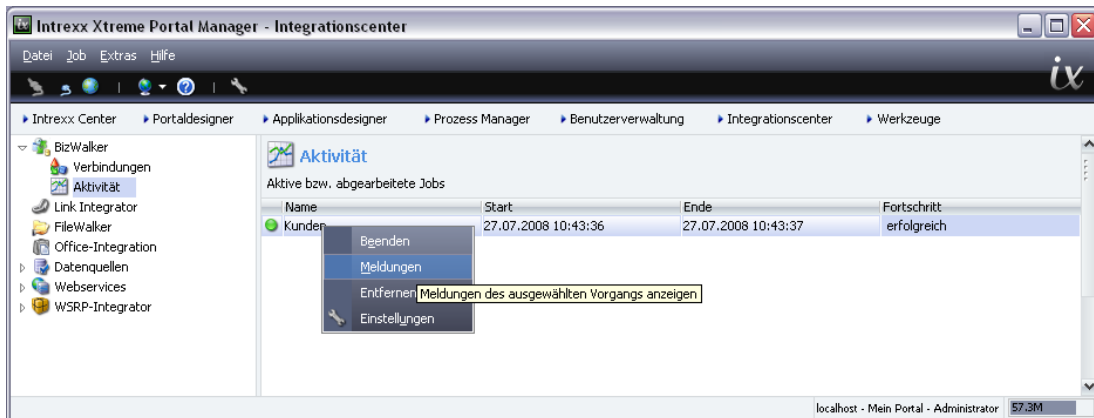 Intrexx Xtreme Portal Manager - Integrationscenter
Datei Job Extras Hilfe
ix
Intrexx Center Portaldesigner Applikationsdesigner Prozess Manager Benutzerverwaltung Integrationscenter Werkzeuge
BizWalker
Verbindungen
Aktivität
Link Integrator
FileWalker
Office-Integration
Datenquellen
Webservices
WSRP-Integrator
Aktivität
Aktive bzw. abgearbeitete Jobs
Name Start Ende Fortschritt
Kunden 27.07.2008 10:43:36 27.07.2008 10:43:37 erfolgreich
Beenden
Meldungen
Entfernen
Meldungen des ausgewählten Vorgangs anzeigen
Einstellungen
localhost - Mein Portal - Administrator 57.3M